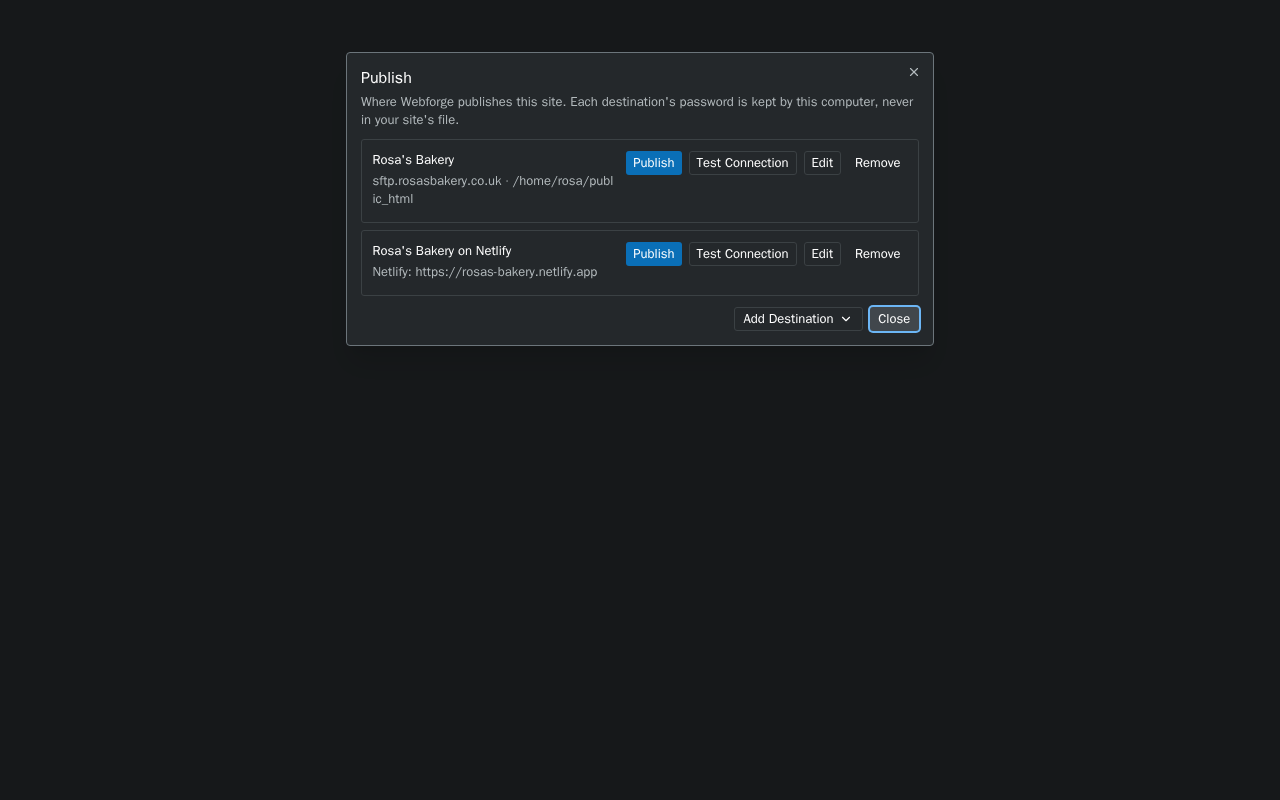 Publish
Where Webforge publishes this site. Each destination's password is kept by this computer, never
in your site's file.
Rosa's Bakery
sftp.rosasbakery.co.uk · /home/rosa/publ
ic_html
Publish
Test Connection
Edit
Remove
Rosa's Bakery on Netlify
Netlify: https://rosas-bakery.netlify.app
Publish
Test Connection
Edit
Remove
Add Destination
Close